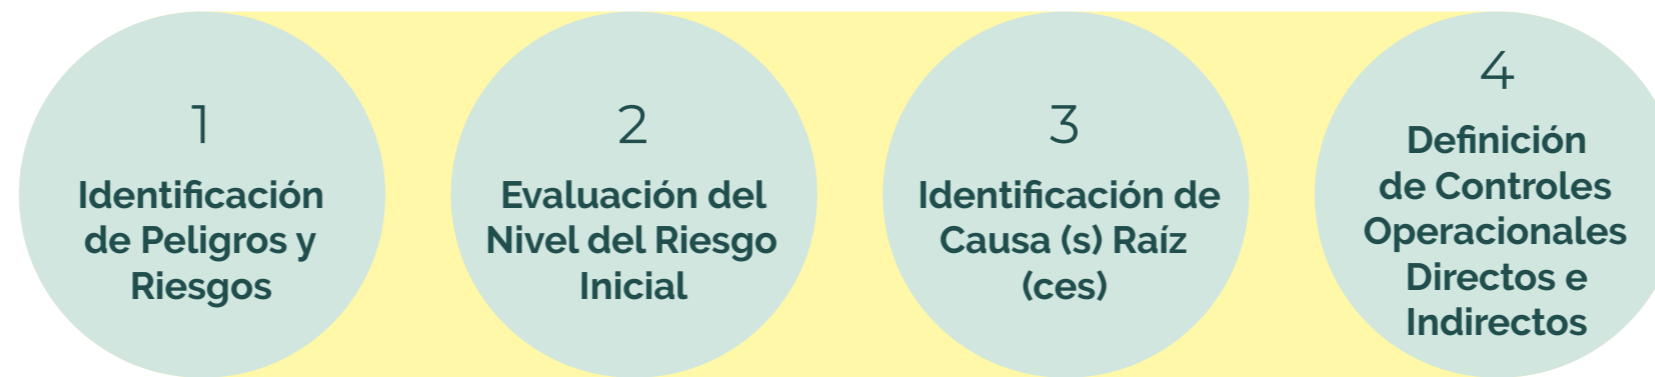 1
Identificación
de Peligros y
Riesgos
2
Evaluación del
Nivel del Riesgo
Inicial
3
Identificación de
Causa (s) Raíz
(ces)
4
Definición
de Controles
Operacionales
Directos e
Indirectos